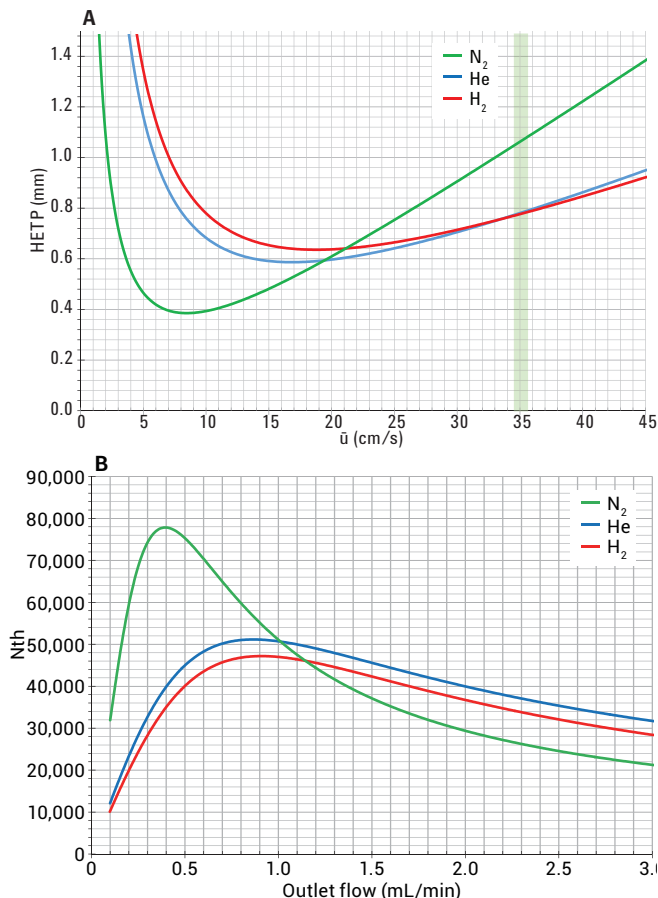 A
HETP (mm)
1.4
1.2
1.0
0.8
0.6
0.4
0.2
0.0
N₂
He
H₂
0 5 10 15 20 25 30 35 40 45
ū (cm/s)
B
Nth
90,000
80,000
70,000
60,000
50,000
40,000
30,000
20,000
10,000
0
N₂
He
H₂
0 0.5 1.0 1.5 2.0 2.5 3.0
Outlet flow (mL/min)